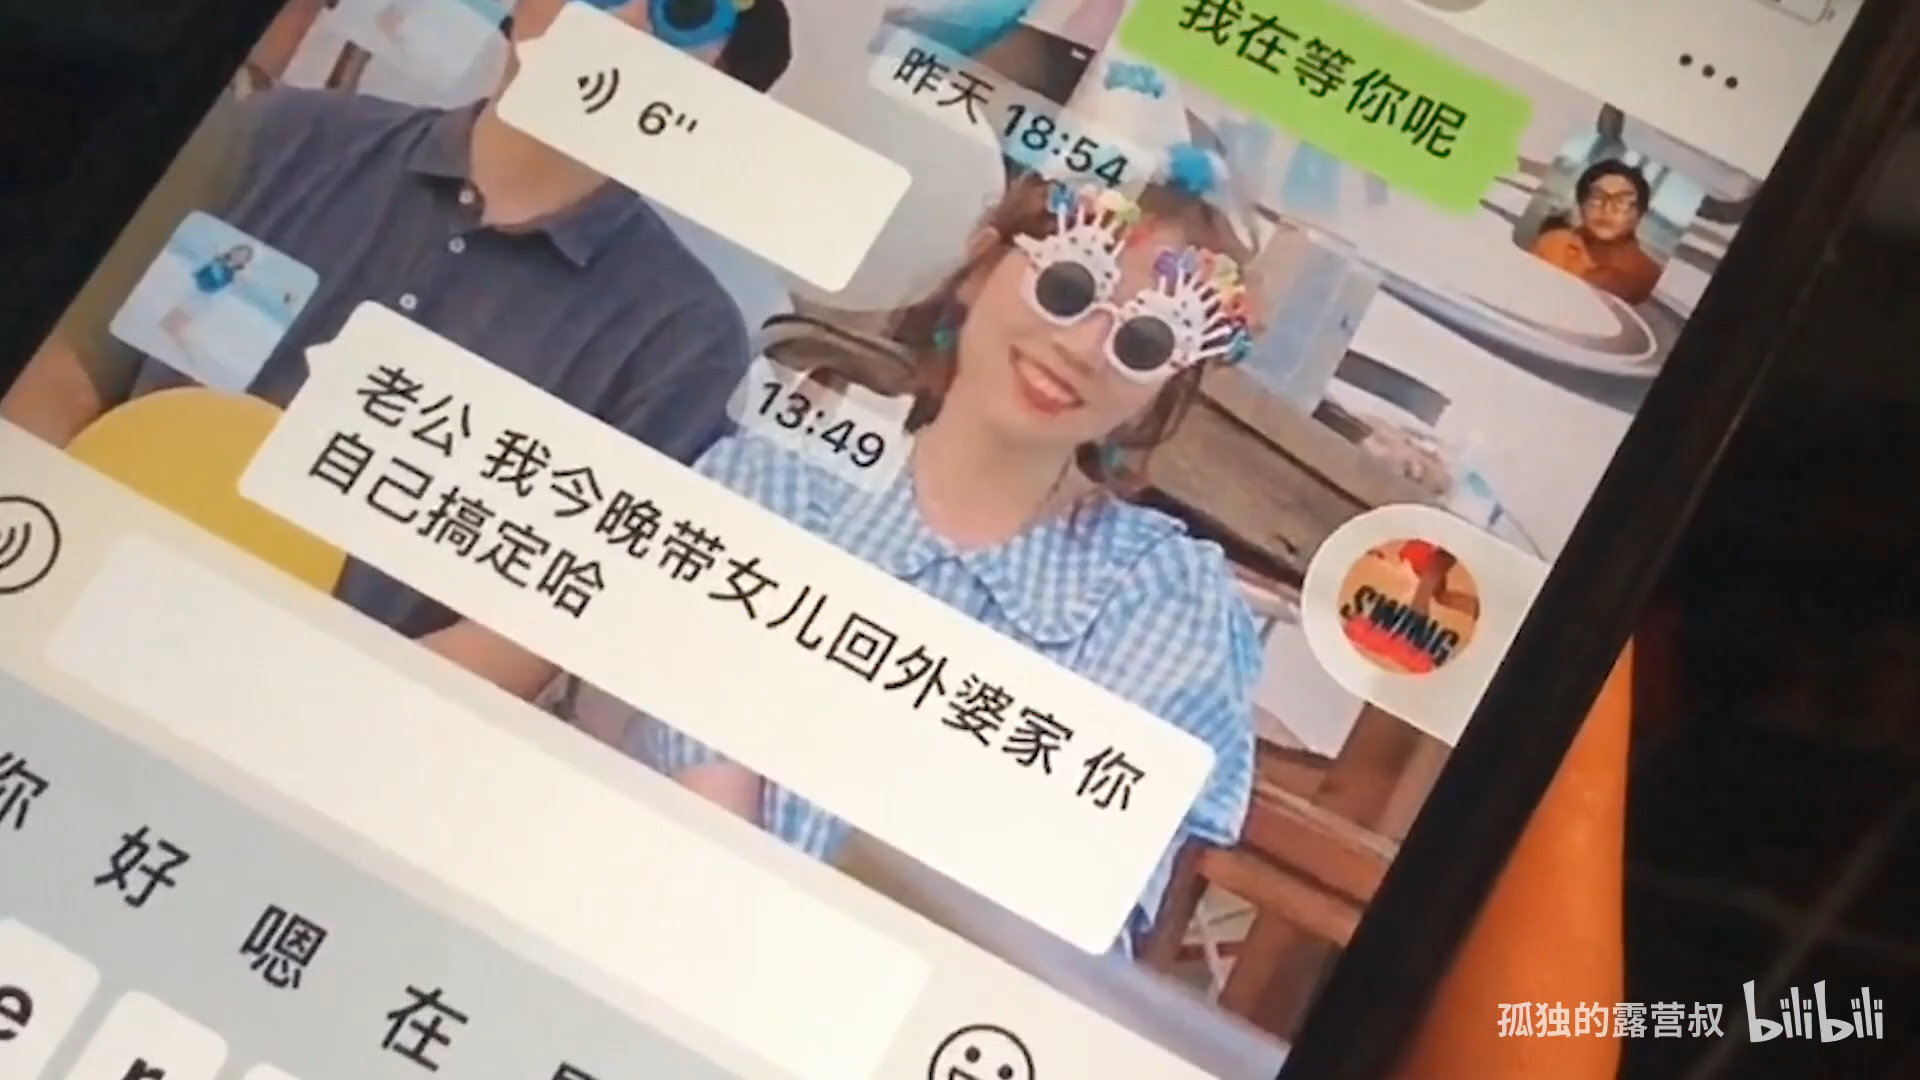 我在等你呢
昨天 18:54
6"
13:49
老公 我今晚带女儿回外婆家 你
自己搞定哈
SWING
你 好 嗯 在
e r
孤独的露营叔 bilibili